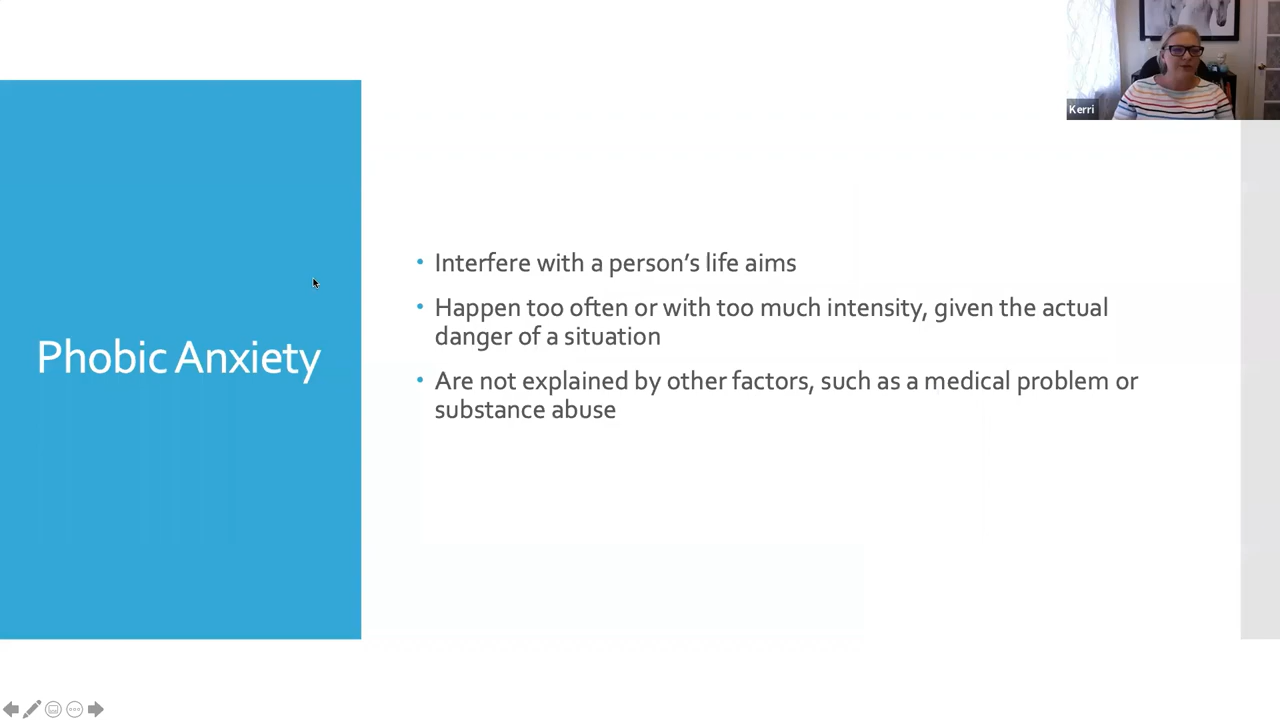 Kerri
Phobic Anxiety
• Interfere with a person’s life aims
• Happen too often or with too much intensity, given the actual
danger of a situation
• Are not explained by other factors, such as a medical problem or
substance abuse